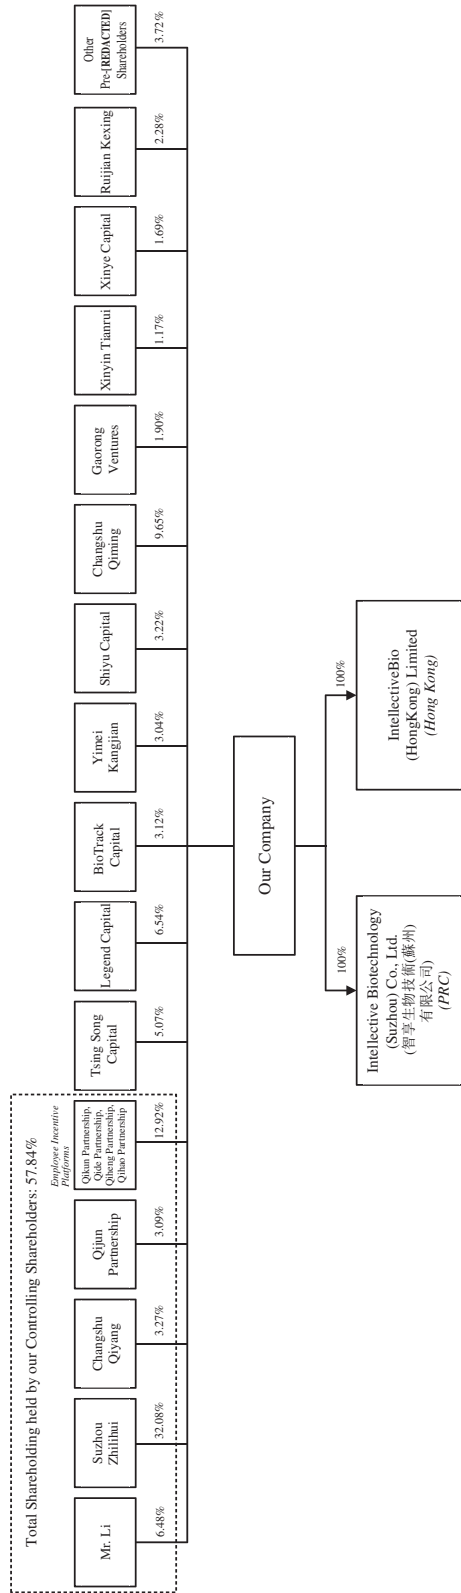 Total Shareholding held by our Controlling Shareholders: 57.84%
Employee Incentive
Platforms
Mr. Li
Suzhou
Zhilihui
Changshu
Qiyang
Qijun
Partnership
Qikun Partnership,
Qide Partnership,
Qiheng Partnership,
Qihao Partnership
Tsing Song
Capital
Legend Capital
BioTrack
Capital
Yimei
Kangjian
Shiyu Capital
Changshu
Qiming
Gaorong
Ventures
Xinyin Tianrui
Xinye Capital
Ruijian Kexing
Other
Pre-[REDACTED]
Shareholders
6.48%
32.08%
3.27%
3.09%
12.92%
5.07%
6.54%
3.12%
3.04%
3.22%
9.65%
1.90%
1.17%
1.69%
2.28%
3.72%
Our Company
100%
100%
Intellective Biotechnology
(Suzhou) Co., Ltd.
(智享生物技術(蘇州)
有限公司)
(PRC)
IntellectiveBio
(HongKong) Limited
(Hong Kong)